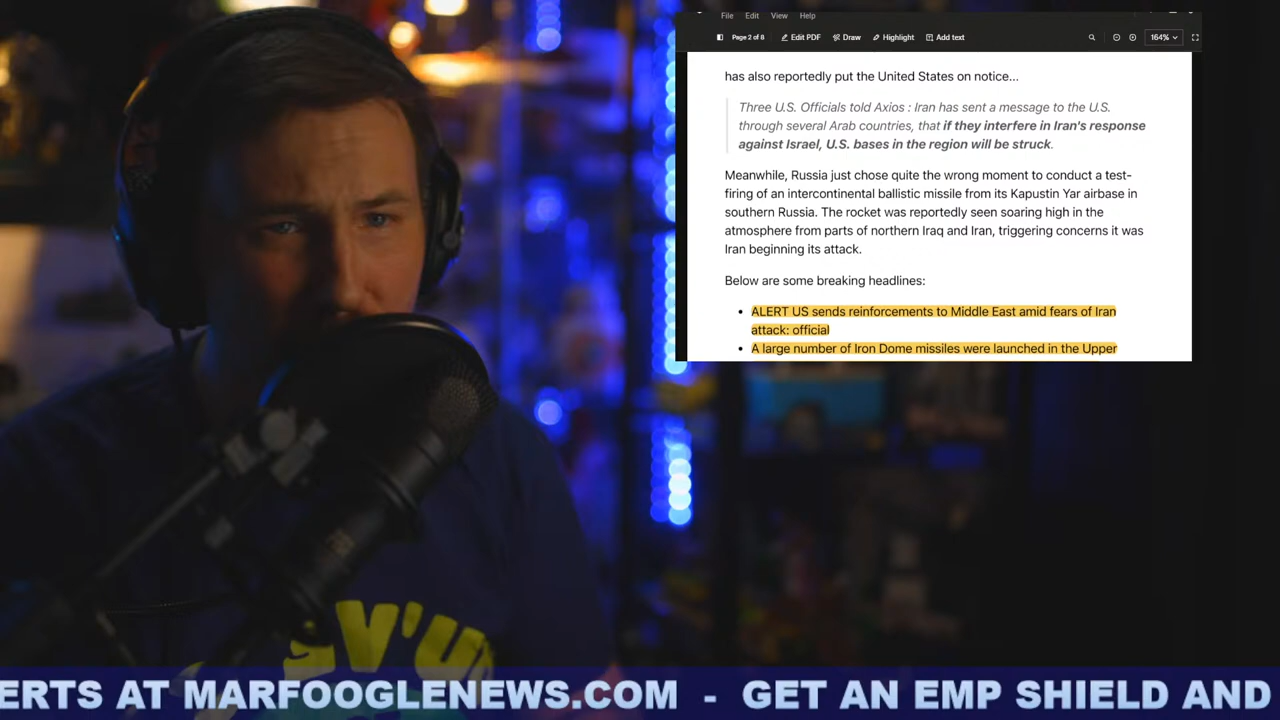 File Edit View Help
Page 2 of 8 Edit PDF Draw Highlight Add text 164%
has also reportedly put the United States on notice...
Three U.S. Officials told Axios : Iran has sent a message to the U.S.
through several Arab countries, that if they interfere in Iran's response
against Israel, U.S. bases in the region will be struck.
Meanwhile, Russia just chose quite the wrong moment to conduct a test-
firing of an intercontinental ballistic missile from its Kapustin Yar airbase in
southern Russia. The rocket was reportedly seen soaring high in the
atmosphere from parts of northern Iraq and Iran, triggering concerns it was
Iran beginning its attack.
Below are some breaking headlines:
• ALERT US sends reinforcements to Middle East amid fears of Iran
attack: official
• A large number of Iron Dome missiles were launched in the Upper
ERTS AT MARFOOGLENEWS.COM - GET AN EMP SHIELD AND